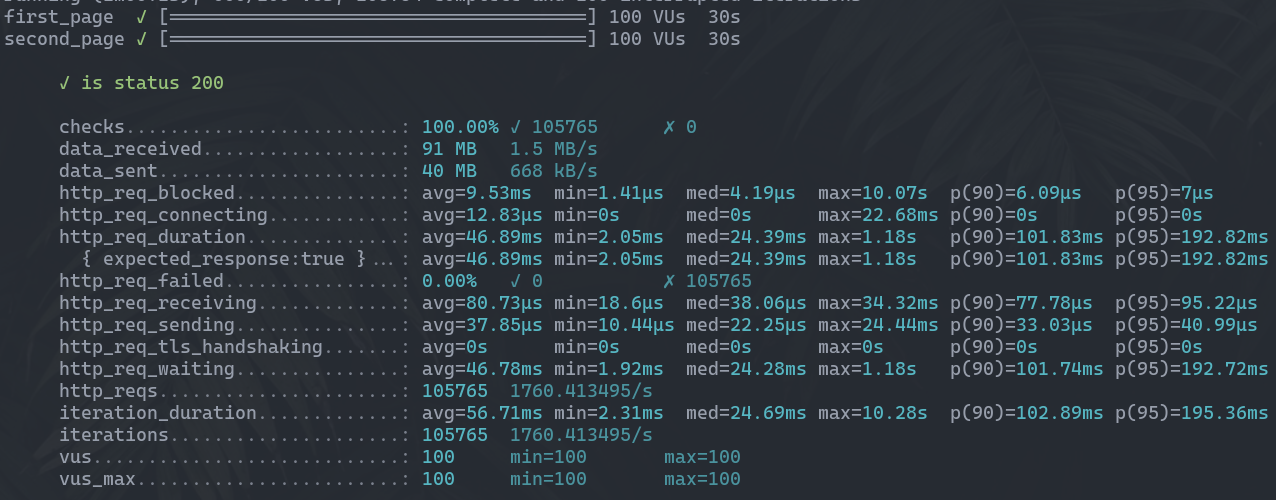 first_page ✓ [======================================] 100 VUs 30s
second_page ✓ [======================================] 100 VUs 30s
✓ is status 200
checks.........................: 100.00% ✓ 105765 ✗ 0
data_received..................: 91 MB 1.5 MB/s
data_sent......................: 40 MB 668 kB/s
http_req_blocked...............: avg=9.53ms min=1.41µs med=4.19µs max=10.07s p(90)=6.09µs p(95)=7µs
http_req_connecting............: avg=12.83µs min=0s med=0s max=22.68ms p(90)=0s p(95)=0s
http_req_duration..............: avg=46.89ms min=2.05ms med=24.39ms max=1.18s p(90)=101.83ms p(95)=192.82ms
{ expected_response:true }...: avg=46.89ms min=2.05ms med=24.39ms max=1.18s p(90)=101.83ms p(95)=192.82ms
http_req_failed................: 0.00% ✓ 0 ✗ 105765
http_req_receiving.............: avg=80.73µs min=18.6µs med=38.06µs max=34.32ms p(90)=77.78µs p(95)=95.22µs
http_req_sending...............: avg=37.85µs min=10.44µs med=22.25µs max=24.44ms p(90)=33.03µs p(95)=40.99µs
http_req_tls_handshaking.......: avg=0s min=0s med=0s max=0s p(90)=0s p(95)=0s
http_req_waiting...............: avg=46.78ms min=1.92ms med=24.28ms max=1.18s p(90)=101.74ms p(95)=192.72ms
http_reqs......................: 105765 1760.413495/s
iteration_duration.............: avg=56.71ms min=2.31ms med=24.69ms max=10.28s p(90)=102.89ms p(95)=195.36ms
iterations.....................: 105765 1760.413495/s
vus............................: 100 min=100 max=100
vus_max........................: 100 min=100 max=100